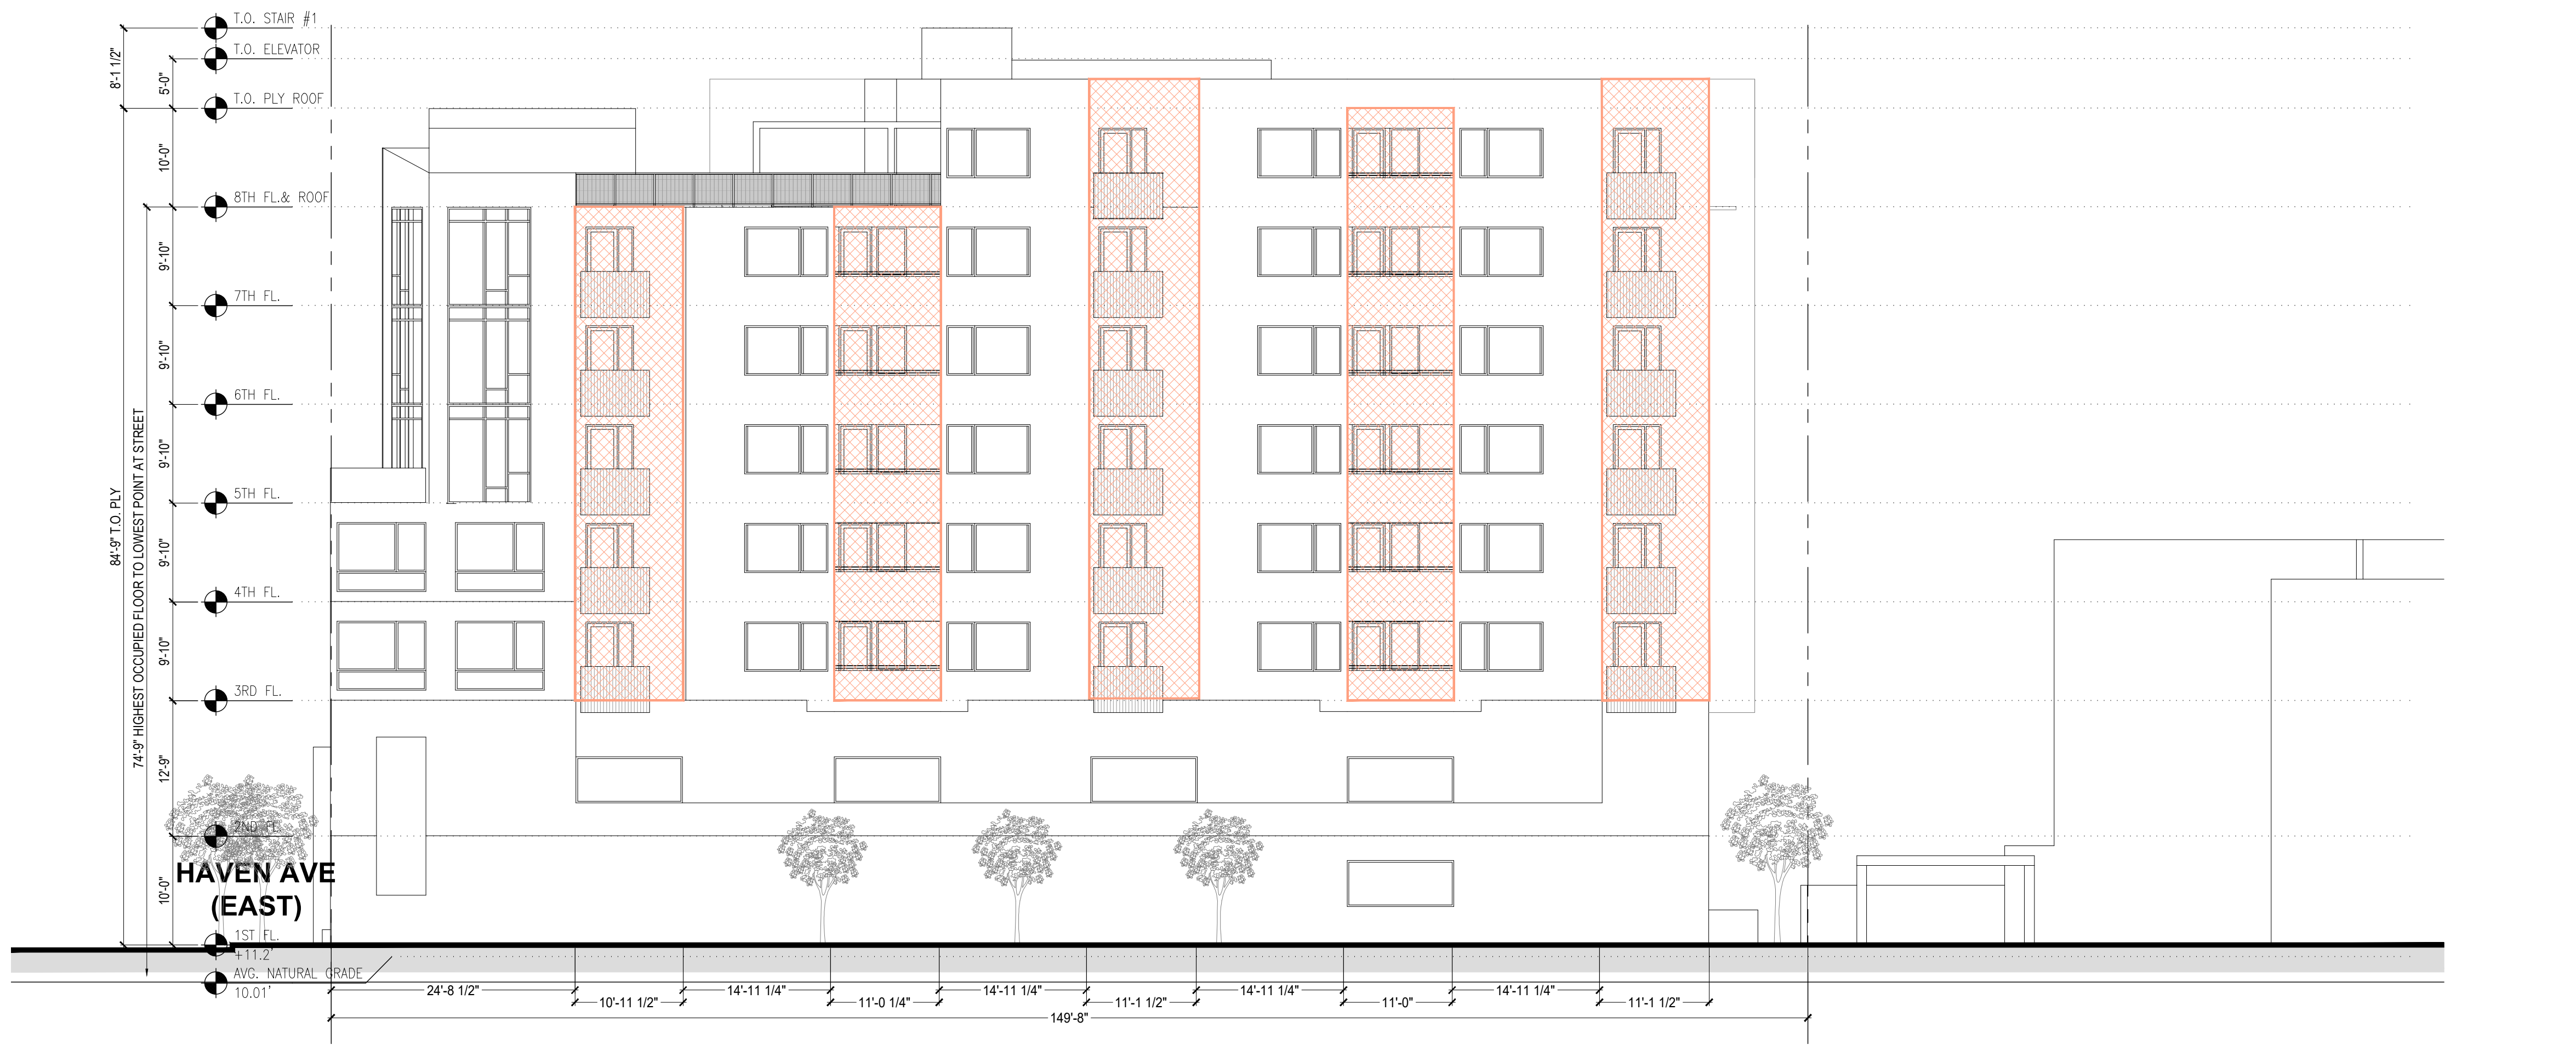 T.O. STAIR #1
T.O. ELEVATOR
T.O. PLY ROOF
8TH FL.& ROOF
7TH FL.
6TH FL.
5TH FL.
4TH FL.
3RD FL.
2ND FL.
HAVEN AVE
(EAST)
1ST FL.
+11.2'
AVG. NATURAL GRADE
10.01'
8'-1 1/2"
5'-0"
10'-0"
9'-10"
9'-10"
9'-10"
9'-10"
9'-10"
12'-9"
10'-0"
84'-9" T.O. PLY
74'-9" HIGHEST OCCUPIED FLOOR TO LOWEST POINT AT STREET
24'-8 1/2"
14'-11 1/4"
14'-11 1/4"
14'-11 1/4"
14'-11 1/4"
10'-11 1/2"
11'-0 1/4"
11'-1 1/2"
11'-0"
11'-1 1/2"
149'-8"